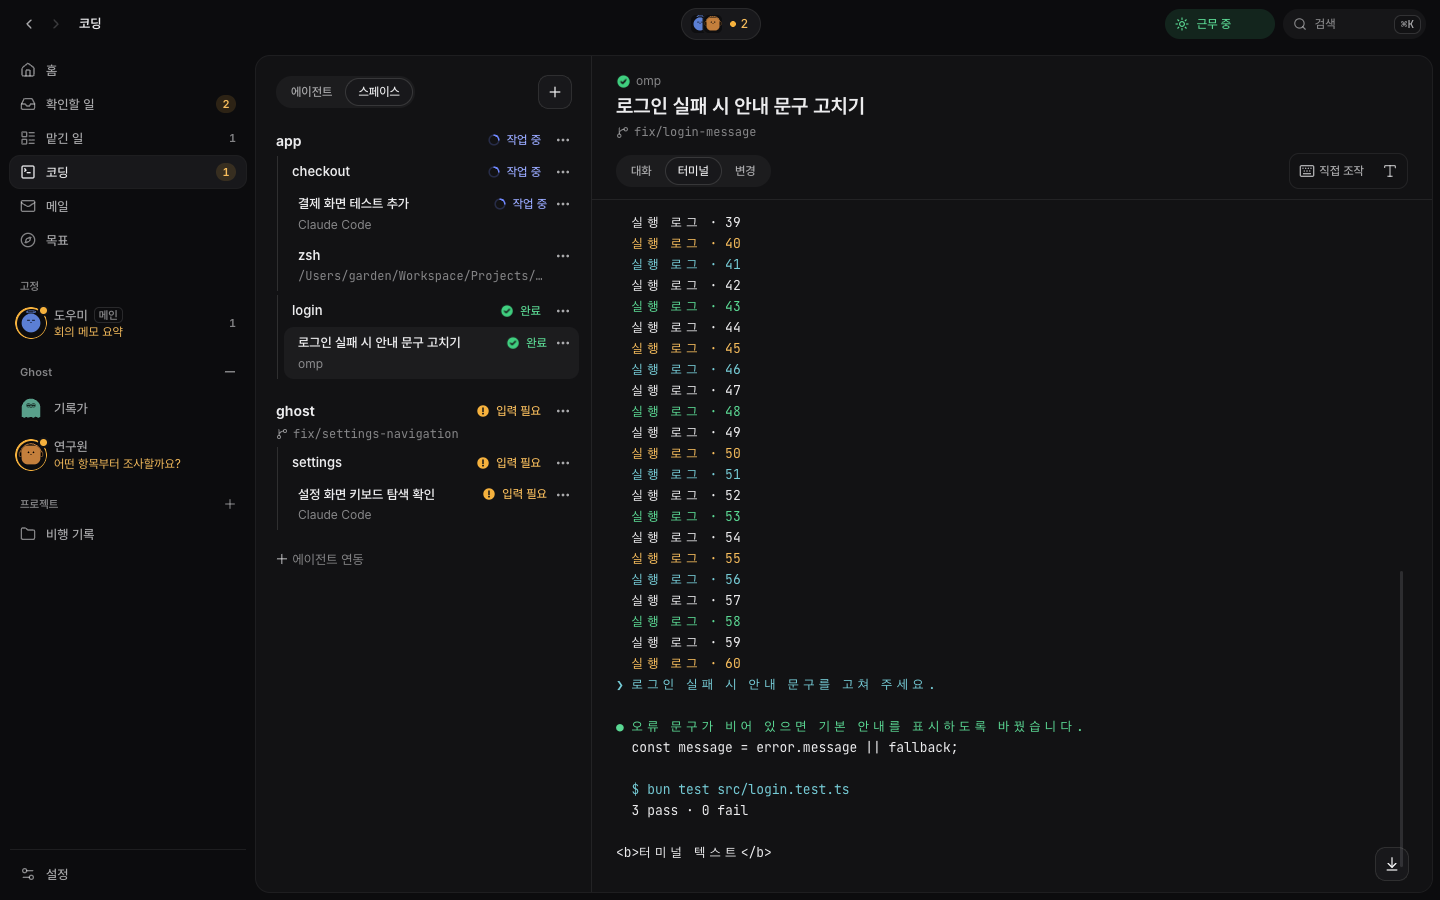 코딩
2
근무 중
검색
⌘K
홈
확인할 일
2
맡긴 일
1
코딩
1
메일
목표
고정
도우미
메인
회의 메모 요약
1
Ghost
기록가
연구원
어떤 항목부터 조사할까요?
프로젝트
비행 기록
설정
에이전트
스페이스
app
작업 중
checkout
작업 중
결제 화면 테스트 추가
작업 중
Claude Code
zsh
/Users/garden/Workspace/Projects/…
login
완료
로그인 실패 시 안내 문구 고치기
완료
omp
ghost
입력 필요
fix/settings-navigation
settings
입력 필요
설정 화면 키보드 탐색 확인
입력 필요
Claude Code
에이전트 연동
omp
로그인 실패 시 안내 문구 고치기
fix/login-message
대화
터미널
변경
직접 조작
실행 로그 · 39
실행 로그 · 40
실행 로그 · 41
실행 로그 · 42
실행 로그 · 43
실행 로그 · 44
실행 로그 · 45
실행 로그 · 46
실행 로그 · 47
실행 로그 · 48
실행 로그 · 49
실행 로그 · 50
실행 로그 · 51
실행 로그 · 52
실행 로그 · 53
실행 로그 · 54
실행 로그 · 55
실행 로그 · 56
실행 로그 · 57
실행 로그 · 58
실행 로그 · 59
실행 로그 · 60
❯ 로그인 실패 시 안내 문구를 고쳐 주세요.
● 오류 문구가 비어 있으면 기본 안내를 표시하도록 바꿨습니다.
const message = error.message || fallback;
$ bun test src/login.test.ts
3 pass · 0 fail
<b>터미널 텍스트</b>